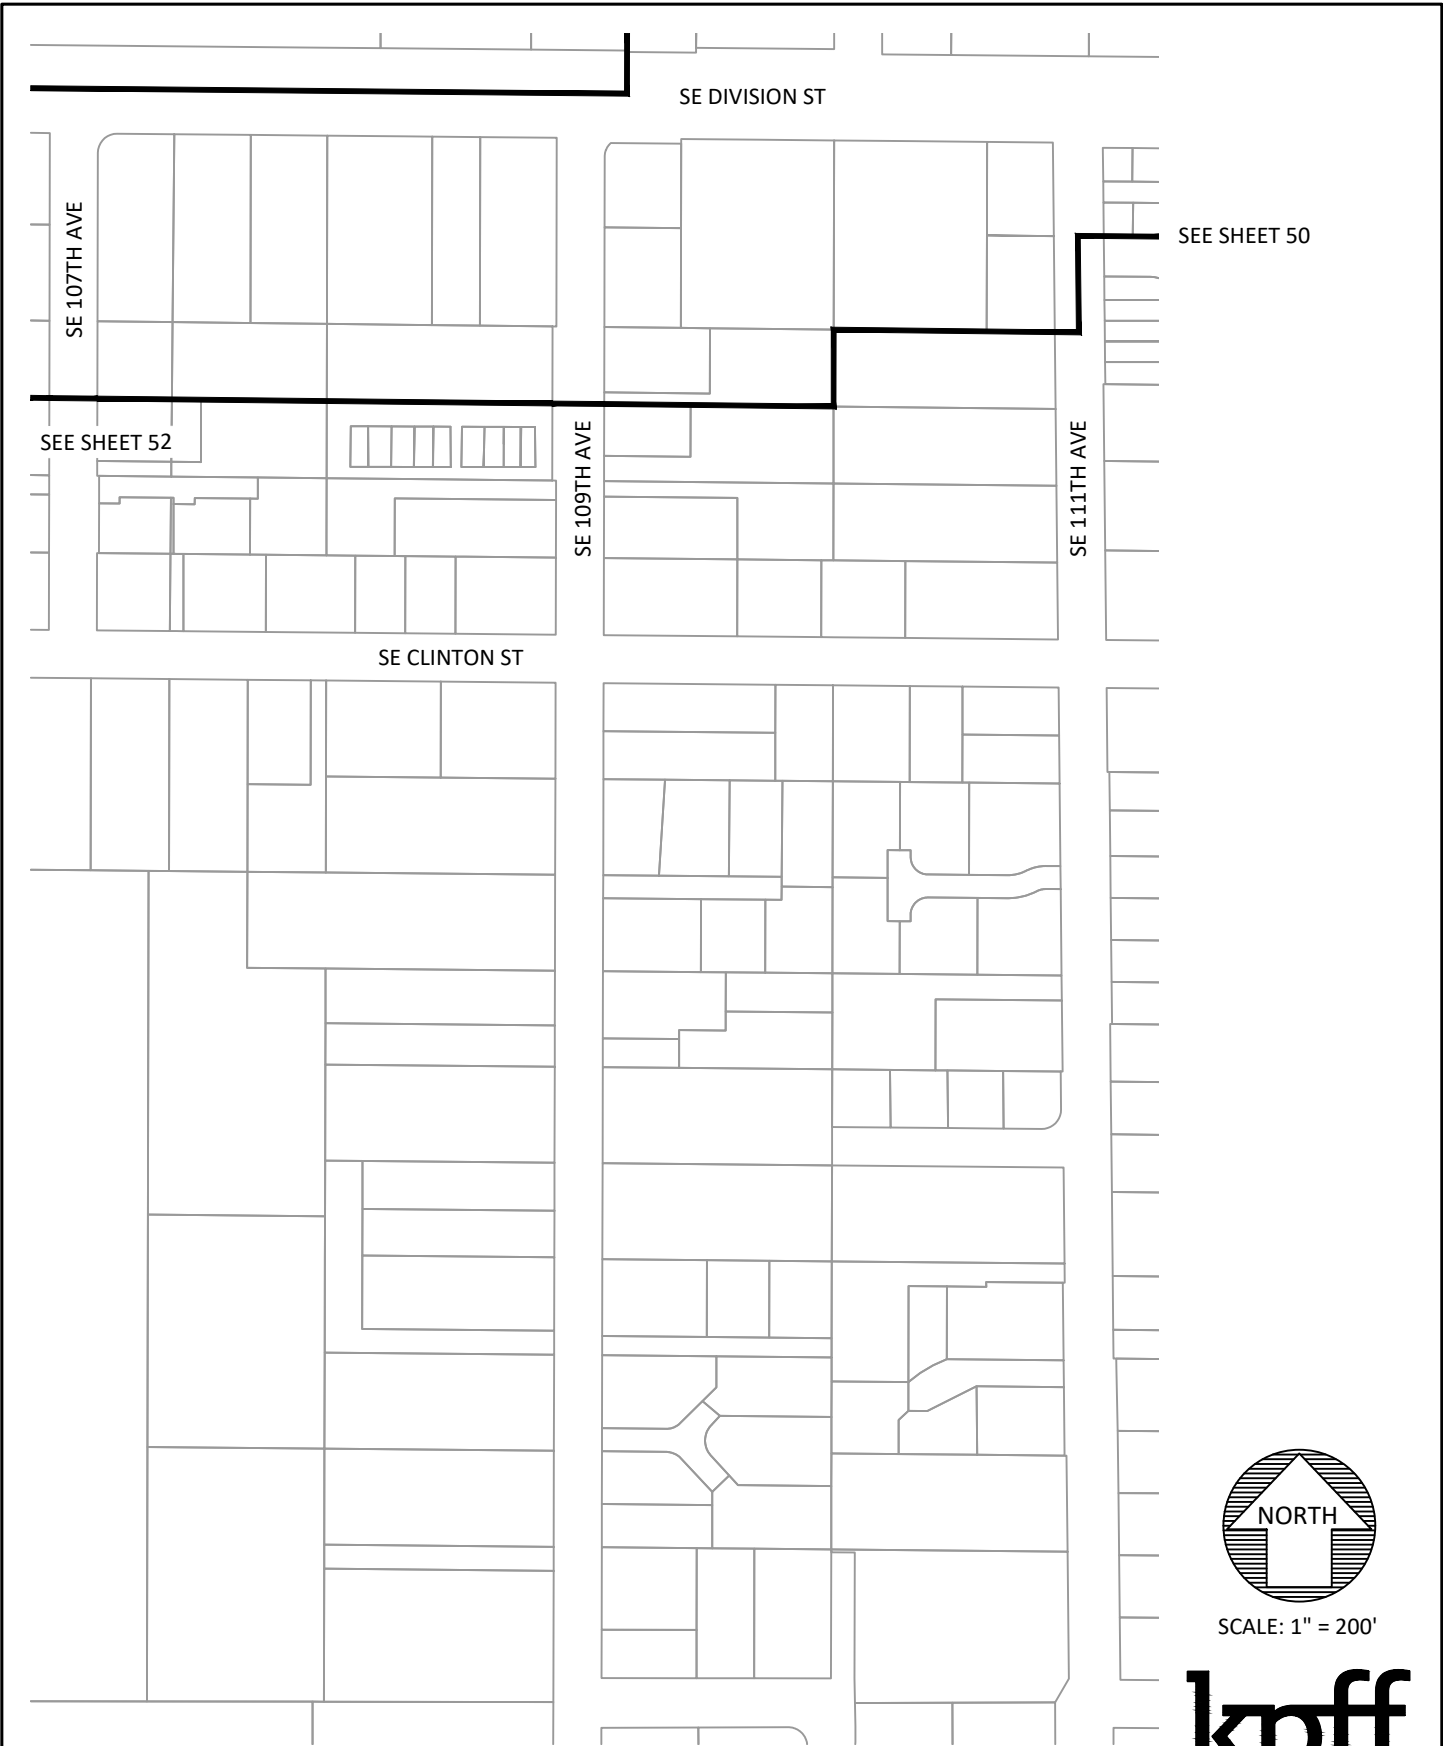 SE DIVISION ST
SE 107TH AVE
SEE SHEET 50
SEE SHEET 52
SE 109TH AVE
SE 111TH AVE
SE CLINTON ST
NORTH
SCALE: 1" = 200'
kpff